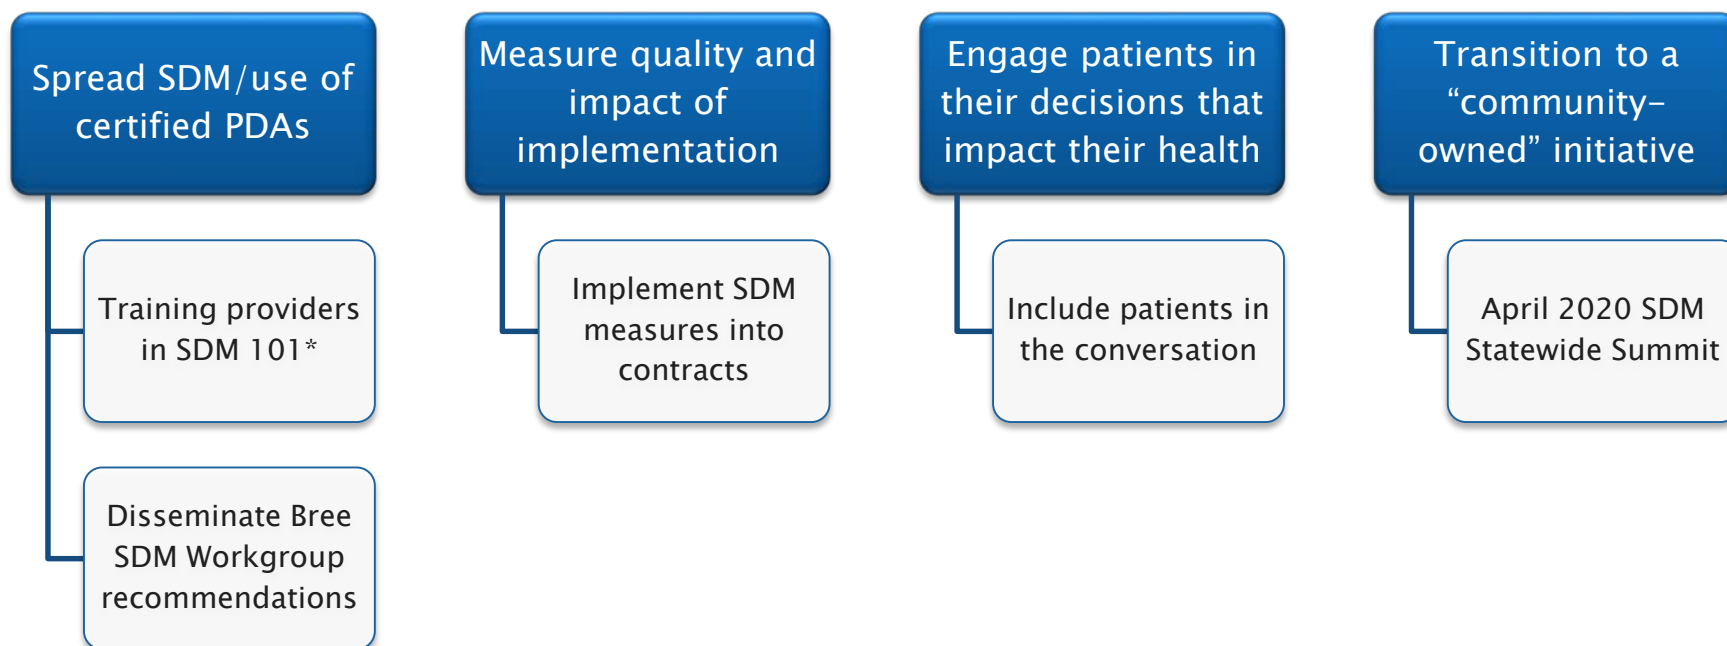 Spread SDM/use of
certified PDAs
Training providers
in SDM 101*
Disseminate Bree
SDM Workgroup
recommendations
Measure quality and
impact of
implementation
Implement SDM
measures into
contracts
Engage patients in
their decisions that
impact their health
Include patients in
the conversation
Transition to a
“community-
owned” initiative
April 2020 SDM
Statewide Summit